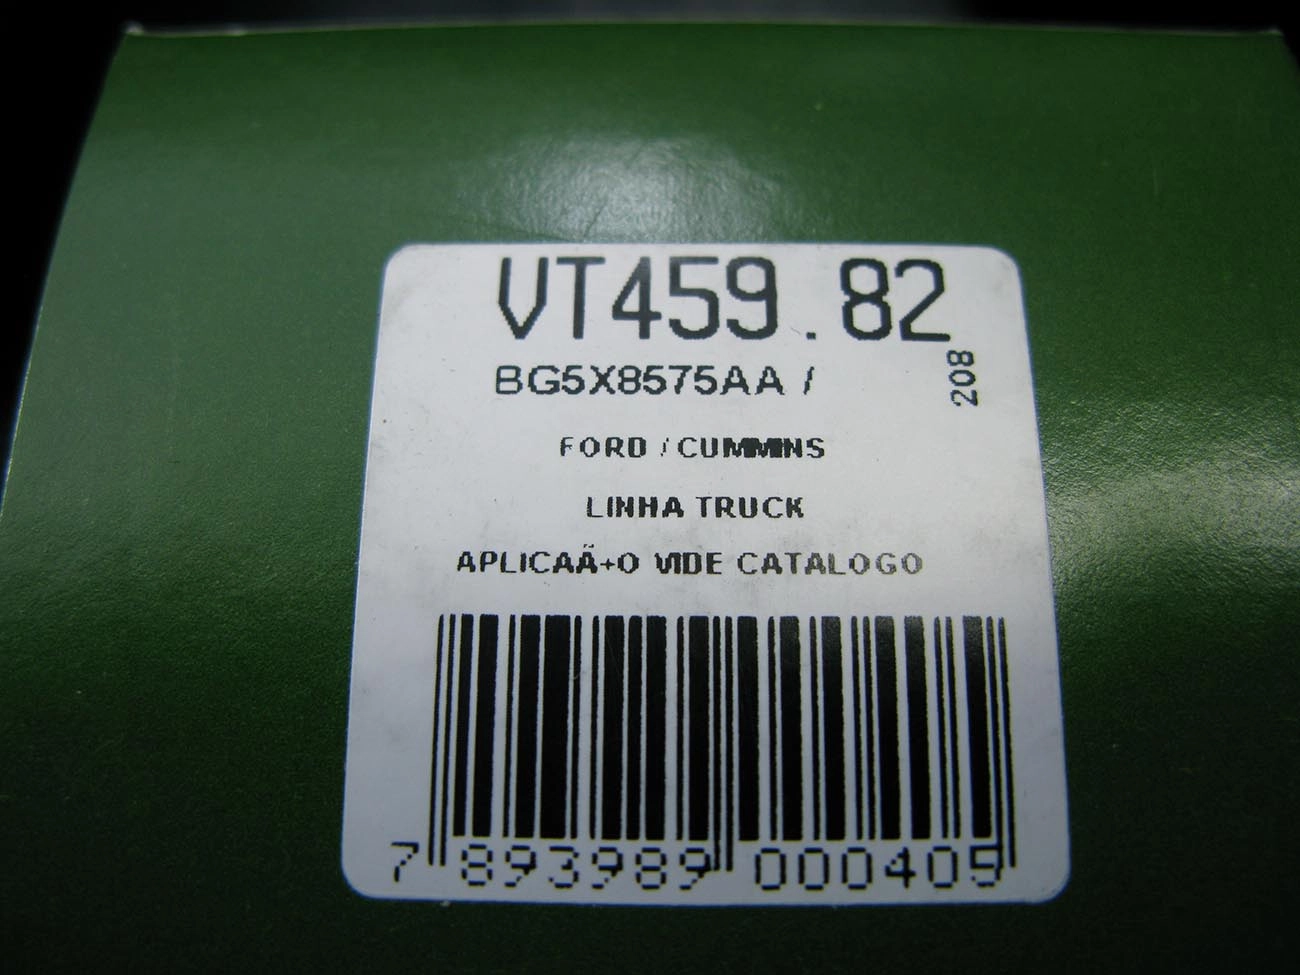 VT459.82
208
BG5X8575AA /
FORD / CUMMINS
LINHA TRUCK
APLICAÃ+O VIDE CATALOGO
7 893989 000405